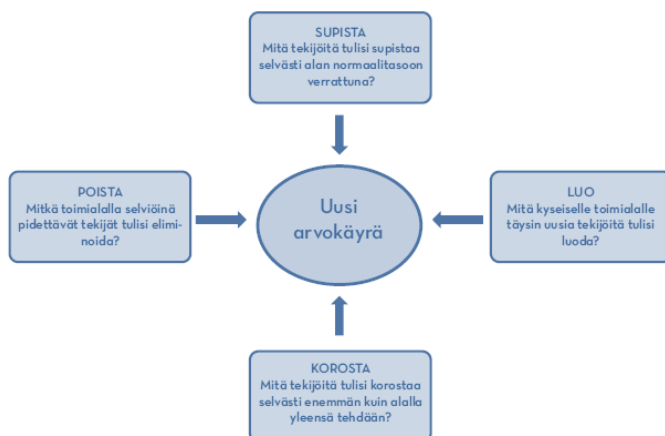 SUPISTA
Mitä tekijöitä tulisi supistaa
selvästi alan normaalitasoon
verrattuna?
POISTA
Mitkä toimialalla selviöinä
pidettävät tekijät tulisi elimi-
noida?
Uusi
arvokäyrä
LUO
Mitä kyseiselle toimialalle
täysin uusia tekijöitä tulisi
luoda?
KOROSTA
Mitä tekijöitä tulisi korostaa
selvästi enemmän kuin alalla
yleensä tehdään?